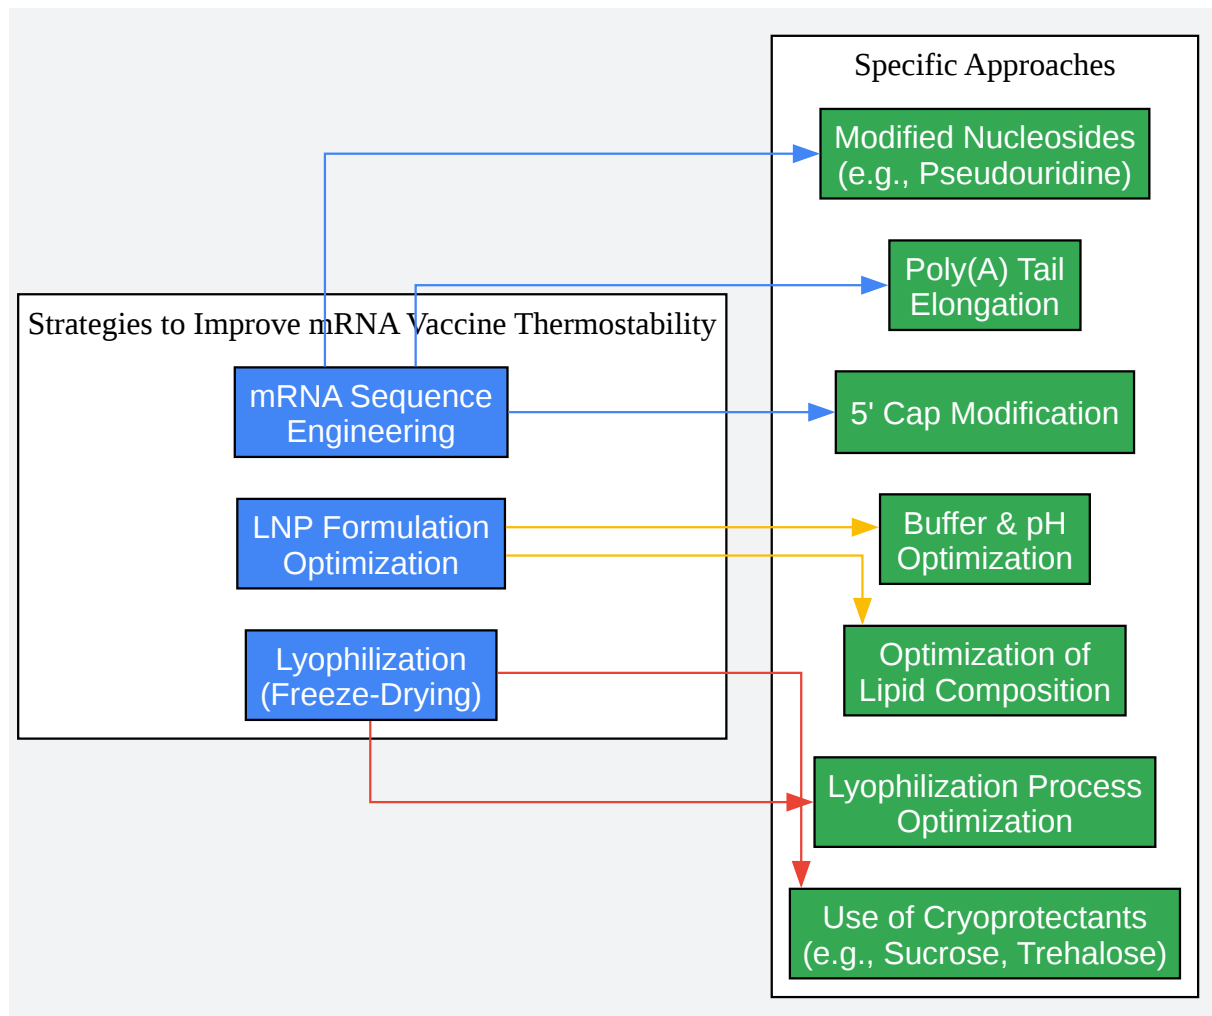 Specific Approaches
Modified Nucleosides
(e.g., Pseudouridine)
Poly(A) Tail
Elongation
Strategies to Improve mRNA Vaccine Thermostability
mRNA Sequence
Engineering
5' Cap Modification
LNP Formulation
Optimization
Buffer & pH
Optimization
Lyophilization
(Freeze-Drying)
Optimization of
Lipid Composition
Lyophilization Process
Optimization
Use of Cryoprotectants
(e.g., Sucrose, Trehalose)